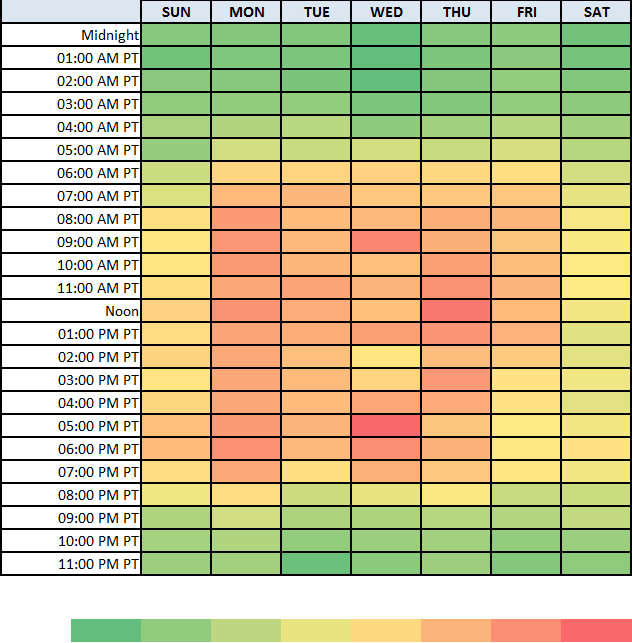 SUN MON TUE WED THU FRI SAT
Midnight
01:00 AM PT
02:00 AM PT
03:00 AM PT
04:00 AM PT
05:00 AM PT
06:00 AM PT
07:00 AM PT
08:00 AM PT
09:00 AM PT
10:00 AM PT
11:00 AM PT
Noon
01:00 PM PT
02:00 PM PT
03:00 PM PT
04:00 PM PT
05:00 PM PT
06:00 PM PT
07:00 PM PT
08:00 PM PT
09:00 PM PT
10:00 PM PT
11:00 PM PT